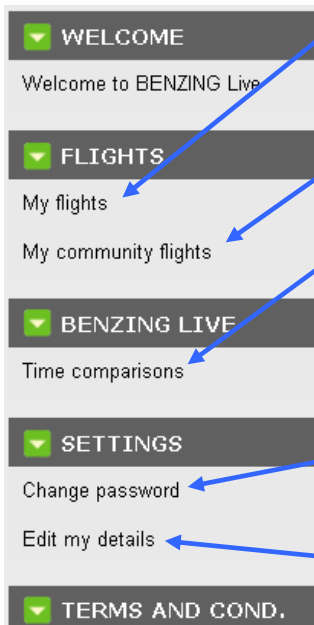 WELCOME
Welcome to BENZING Live
FLIGHTS
My flights
My community flights
BENZING LIVE
Time comparisons
SETTINGS
Change password
Edit my details
TERMS AND COND.